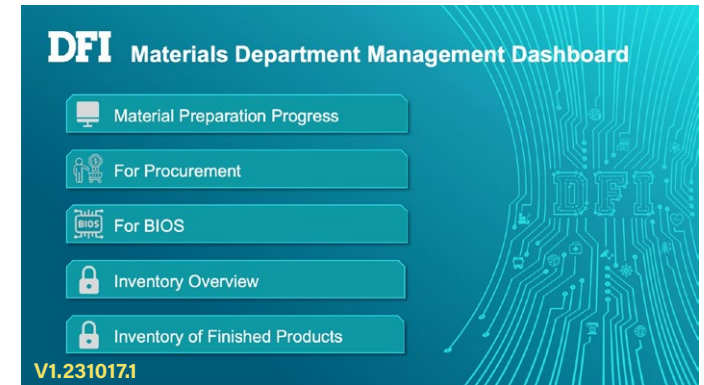 DFI Materials Department Management Dashboard
Material Preparation Progress
For Procurement
BIOS For BIOS
Inventory Overview
Inventory of Finished Products
DFI
V1.231017.1